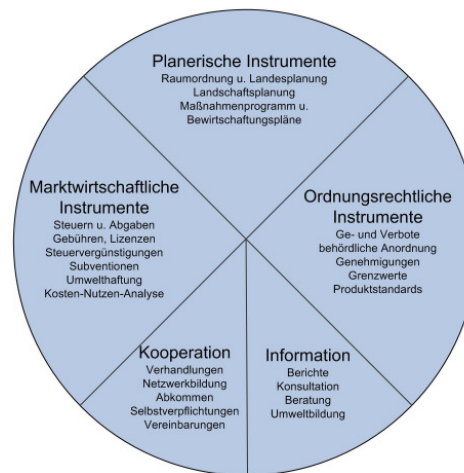 Planerische Instrumente
Raumordnung u. Landesplanung
Landschaftsplanung
Maßnahmenprogramm u.
Bewirtschaftungspläne
Marktwirtschaftliche
Instrumente
Steuern u. Abgaben
Gebühren, Lizenzen
Steuervergünstigungen
Subventionen
Umwelthaftung
Kosten-Nutzen-Analyse
Ordnungsrechtliche
Instrumente
Ge- und Verbote
behördliche Anordnung
Genehmigungen
Grenzwerte
Produktstandards
Kooperation
Verhandlungen
Netzwerkbildung
Abkommen
Selbstverpflichtungen
Vereinbarungen
Information
Berichte
Konsultation
Beratung
Umweltbildung